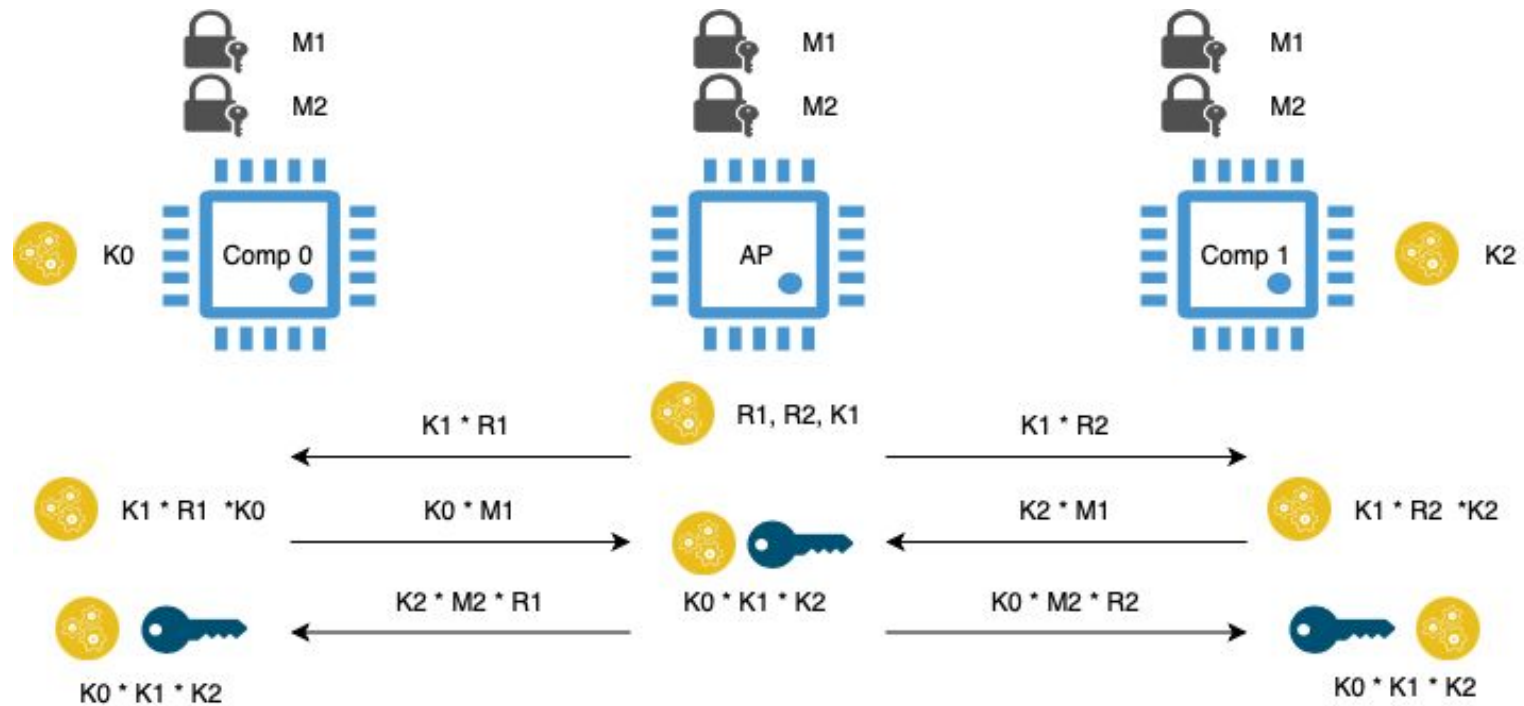 M1 M1 M1
M2 M2 M2
K0 Comp 0 AP Comp 1 K2
R1, R2, K1
K1 * R1 K1 * R2
K1 * R1 *K0 K0 * M1 K2 * M1 K1 * R2 *K2
K2 * M2 * R1 K0 * K1 * K2 K0 * M2 * R2
K0 * K1 * K2 K0 * K1 * K2